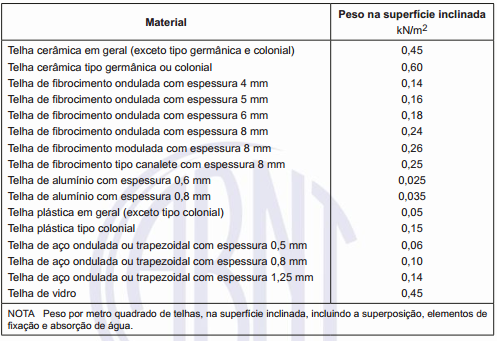 Material Peso na superfície inclinada
kN/m²
Telha cerâmica em geral (exceto tipo germânica e colonial) 0,45
Telha cerâmica tipo germânica ou colonial 0,60
Telha de fibrocimento ondulada com espessura 4 mm 0,14
Telha de fibrocimento ondulada com espessura 5 mm 0,16
Telha de fibrocimento ondulada com espessura 6 mm 0,18
Telha de fibrocimento ondulada com espessura 8 mm 0,24
Telha de fibrocimento modulada com espessura 8 mm 0,26
Telha de fibrocimento tipo canalete com espessura 8 mm 0,25
Telha de alumínio com espessura 0,6 mm 0,025
Telha de alumínio com espessura 0,8 mm 0,035
Telha plástica em geral (exceto tipo colonial) 0,05
Telha plástica tipo colonial 0,15
Telha de aço ondulada ou trapezoidal com espessura 0,5 mm 0,06
Telha de aço ondulada ou trapezoidal com espessura 0,8 mm 0,10
Telha de aço ondulada ou trapezoidal com espessura 1,25 mm 0,14
Telha de vidro 0,45
NOTA Peso por metro quadrado de telhas, na superfície inclinada, incluindo a superposição, elementos de
fixação e absorção de água.
ABNT